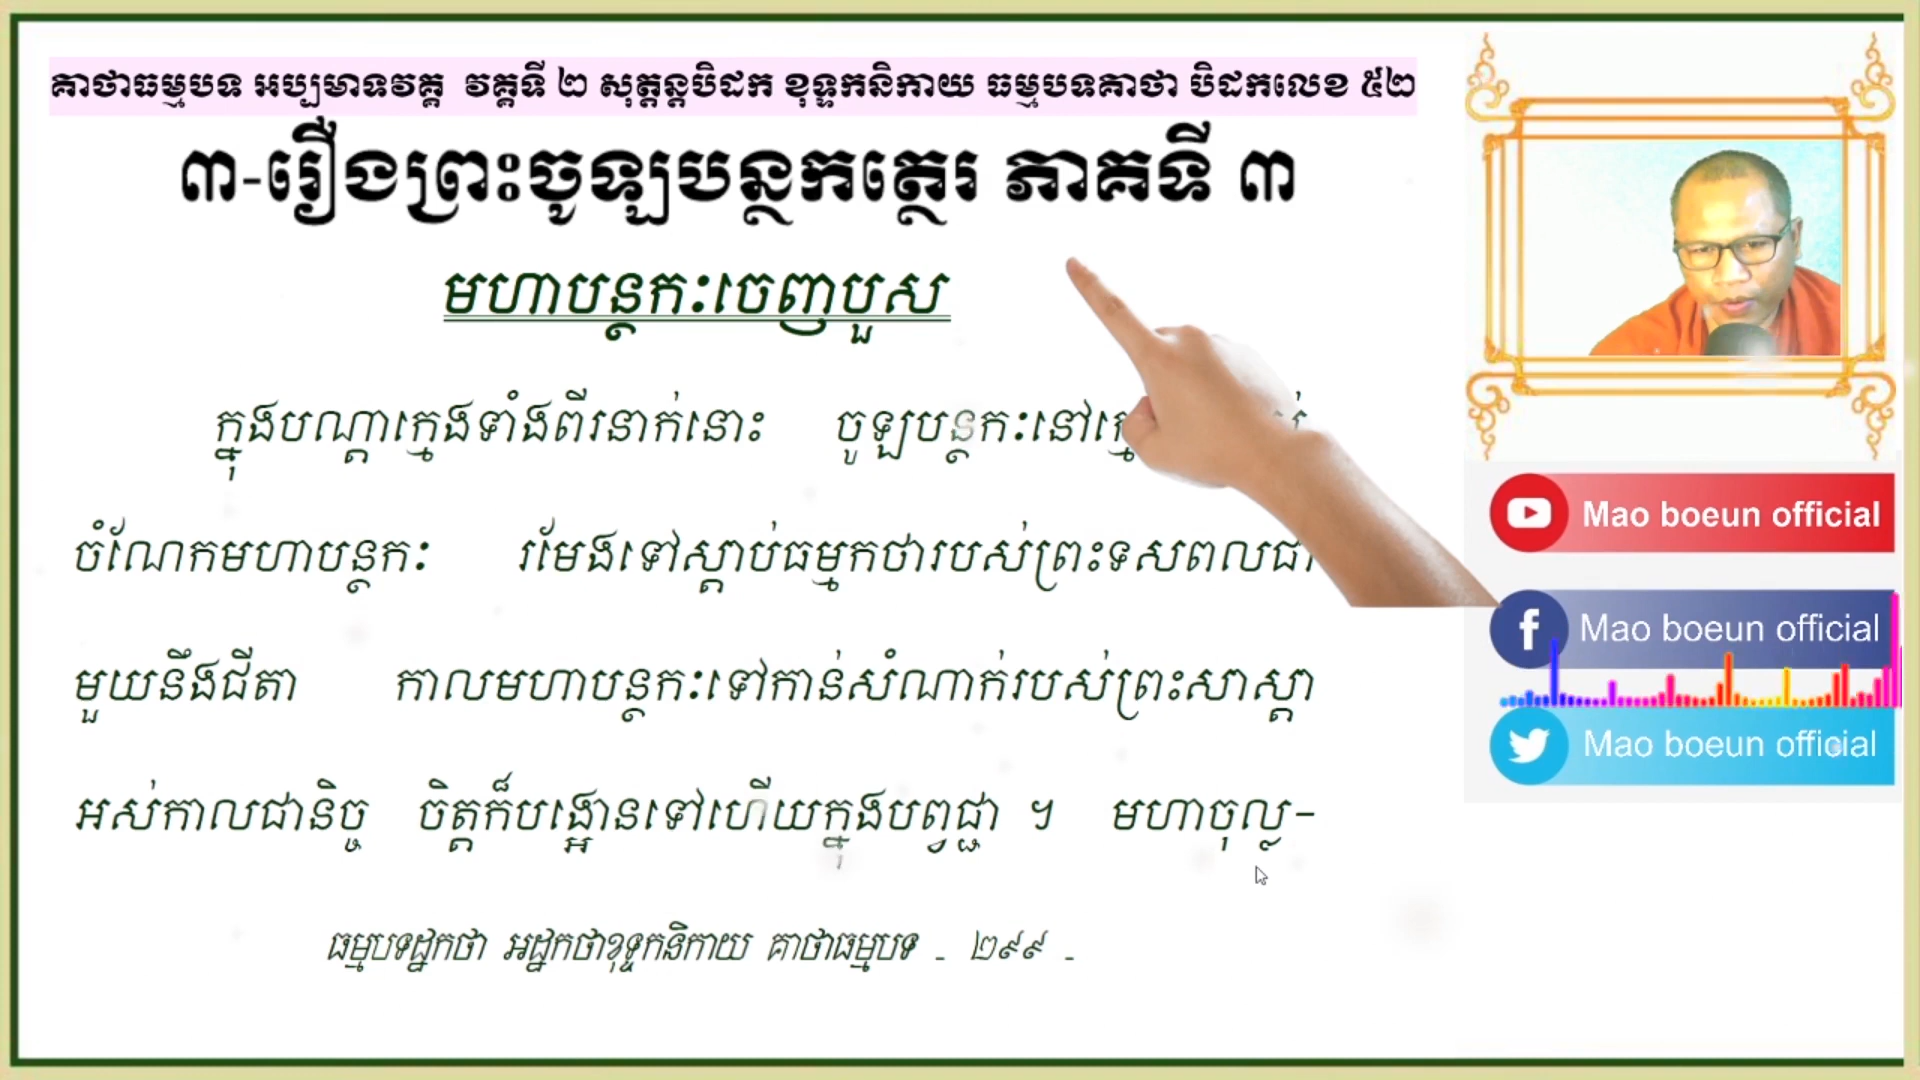 គាថាធម្មបទ អប្បមាទវគ្គ វគ្គទី ២ សុត្តន្តបិដក ខុទ្ទកនិកាយ ធម្មបទគាថា បិដកលេខ ៥២
៣-រឿងព្រះចូឡបន្ថកត្ថេរ ភាគទី ៣
មហាបន្ថកៈចេញបួស
ក្នុងបណ្ដាក្មេងទាំងពីរនាក់នោះ ចូឡបន្ថកៈនៅក្មេ
ចំណែកមហាបន្ថកៈ រមែងទៅស្ដាប់ធម្មកថារបស់ព្រះទសពលជា
មួយនឹងជីតា កាលមហាបន្ថកៈទៅកាន់សំណាក់របស់ព្រះសាស្ដា
អស់កាលជានិច្ច ចិត្តក៏បង្អោនទៅហើយក្នុងបព្វជ្ជា ។ មហាចុល្ល-
ធម្មបទដ្ឋកថា អដ្ឋកថាខុទ្ទកនិកាយ គាថាធម្មបទ - ២៩៩ -
Mao boeun official
Mao boeun official
Mao boeun official